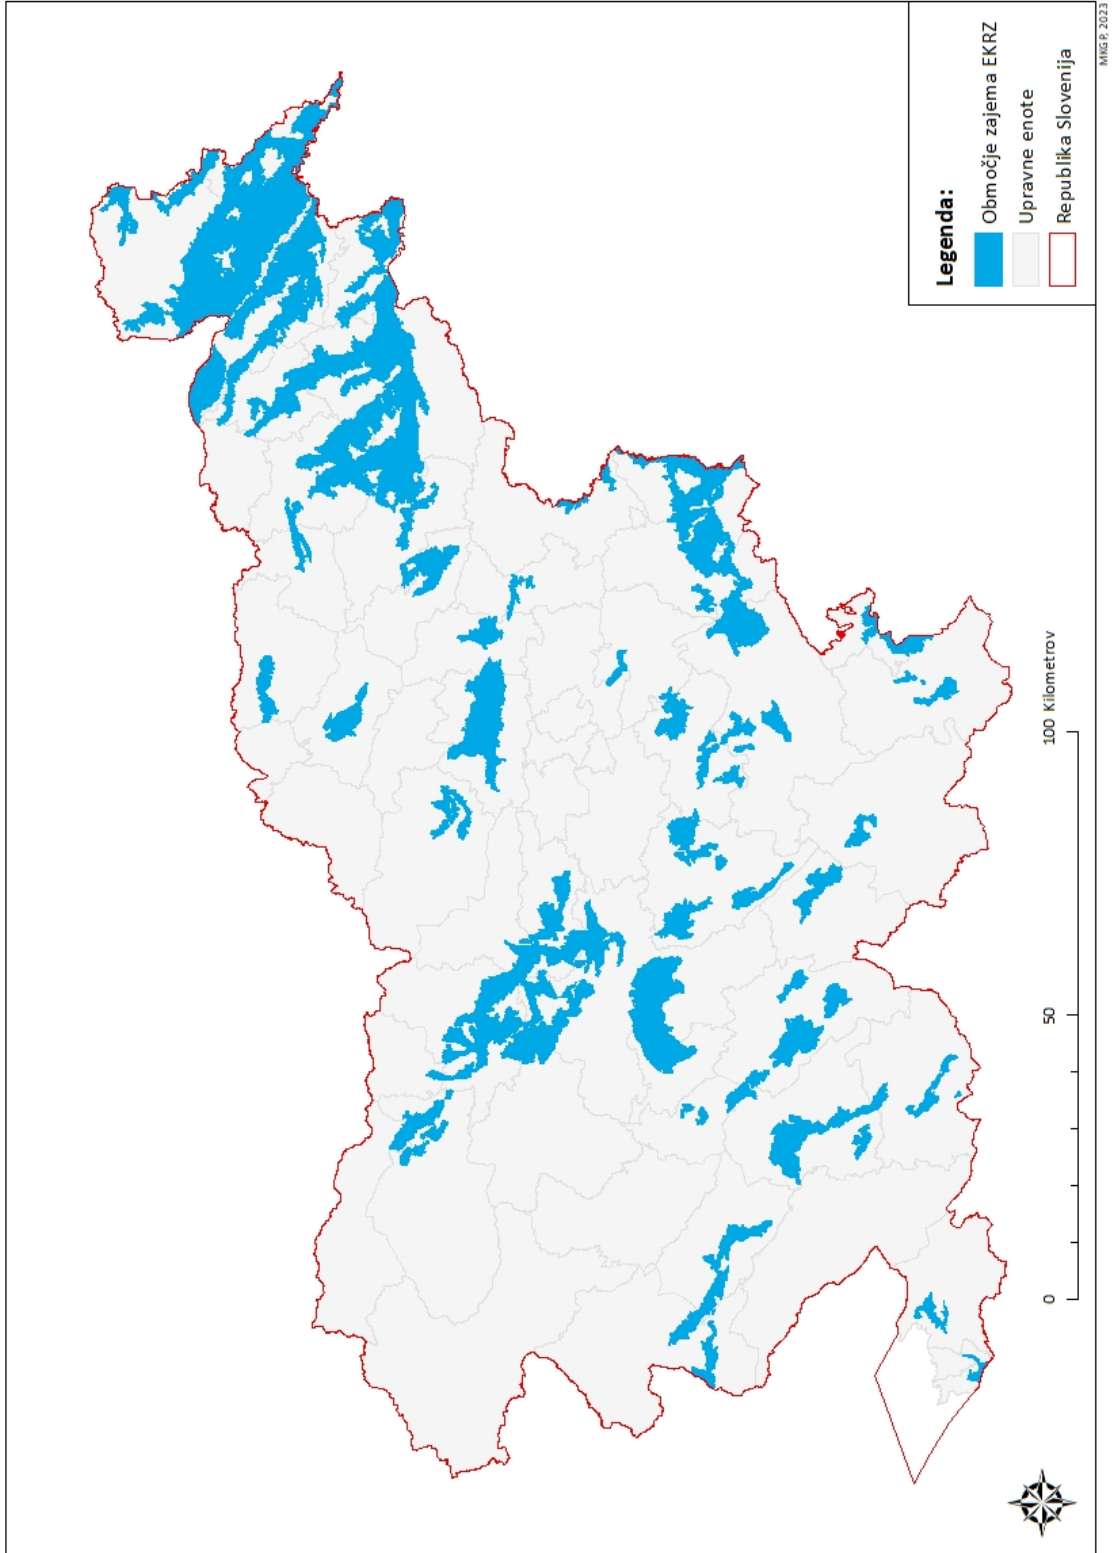 Legenda:
Območje zajema EKRZ
Upravne enote
Republika Slovenija
0
50
100 Kilometrov
MKGP, 2023